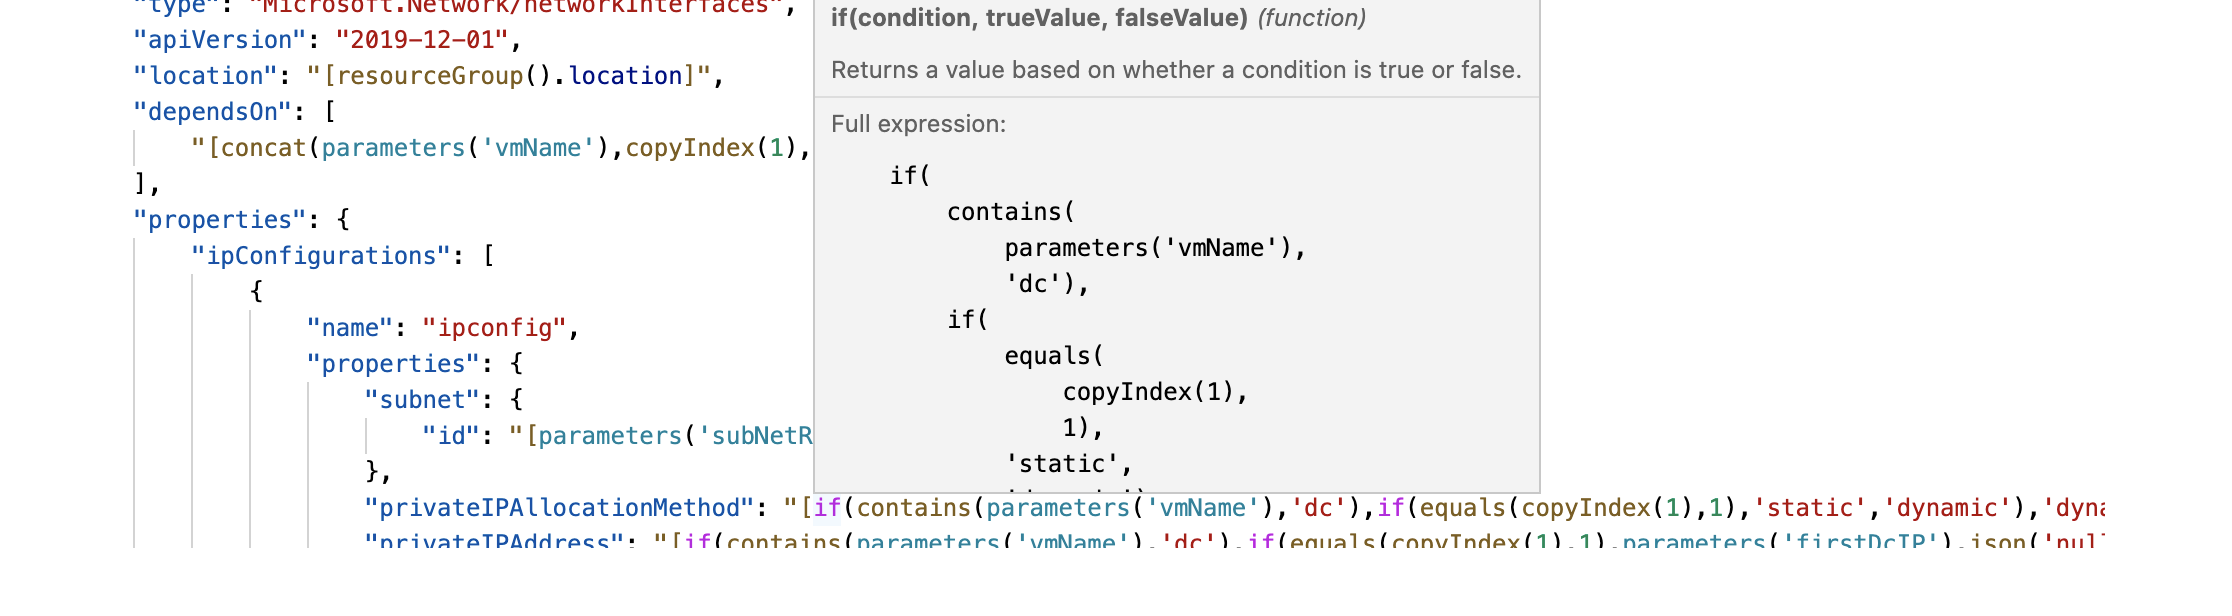 "type": "Microsoft.Network/networkInterfaces",
"apiVersion": "2019-12-01",
"location": "[resourceGroup().location]",
"dependsOn": [
"[concat(parameters('vmName'),copyIndex(1),
],
"properties": {
"ipConfigurations": [
{
"name": "ipconfig",
"properties": {
"subnet": {
"id": "[parameters('subNetR
},
if(condition, trueValue, falseValue) (function)
Returns a value based on whether a condition is true or false.
Full expression:
if(
contains(
parameters('vmName'),
'dc'),
if(
equals(
copyIndex(1),
1),
'static',
"privateIPAllocationMethod": "[if(contains(parameters('vmName'),'dc'),if(equals(copyIndex(1),1),'static','dynamic'),'dyna
"privateIPAddress": "[if(contains(parameters('vmName'),'dc'),if(equals(copyIndex(1),1),parameters('firstDcIP'),json('null